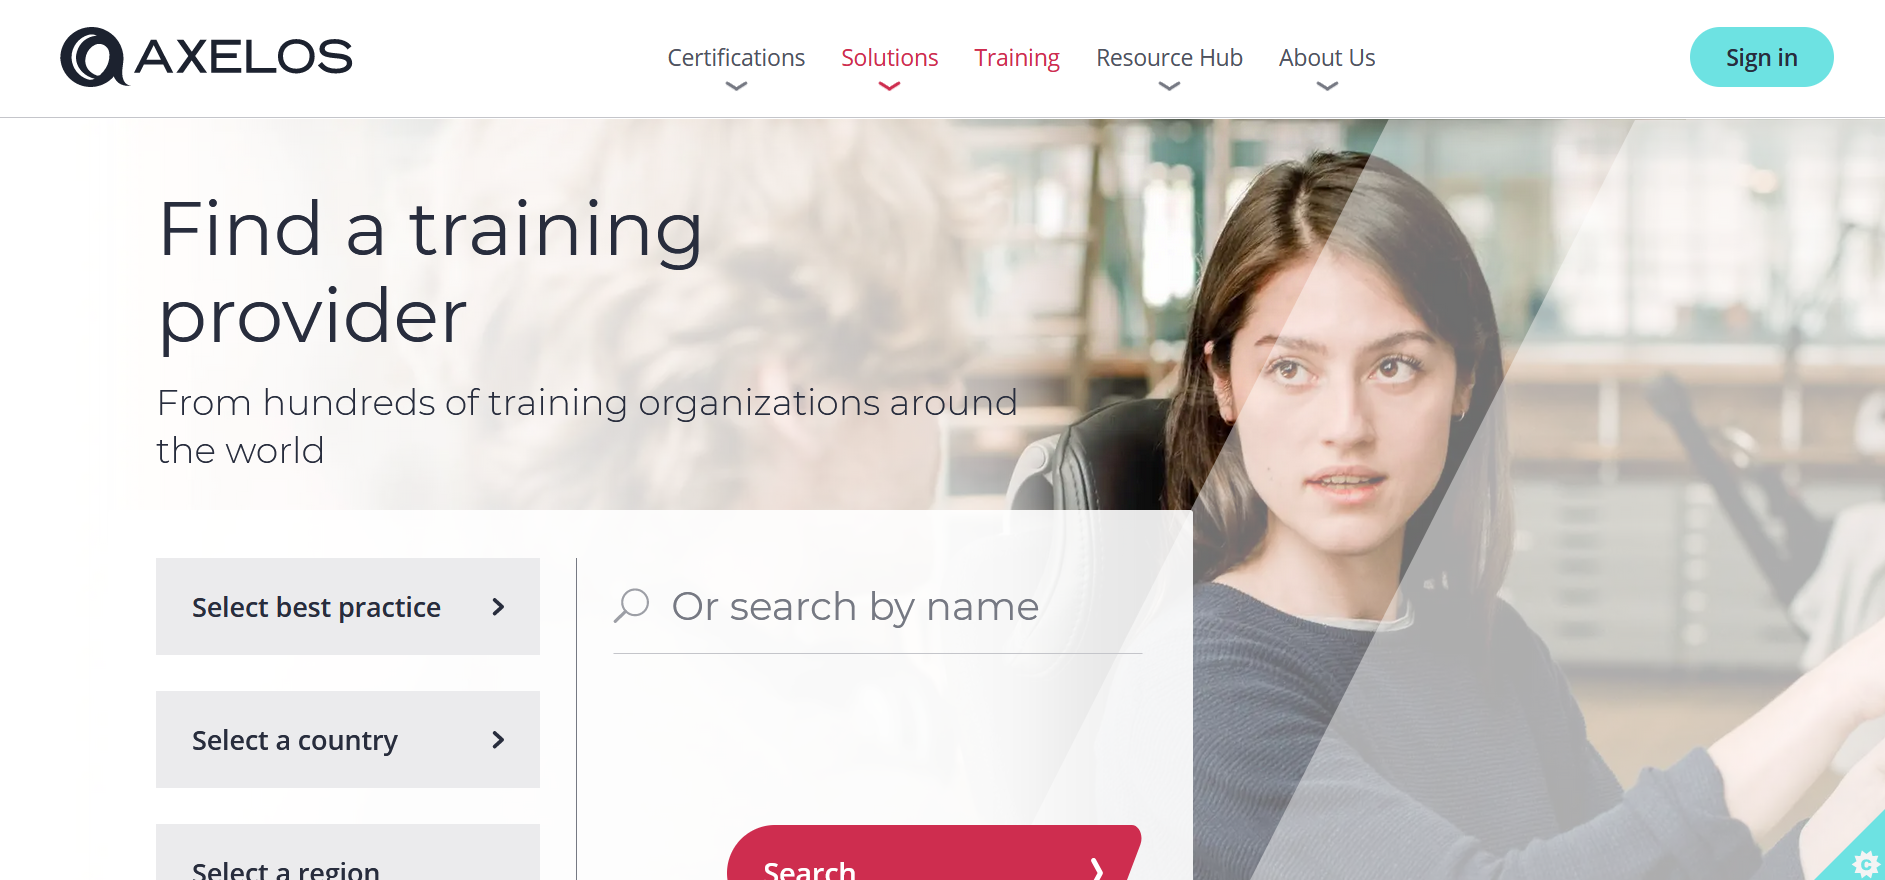 AXELOS
Certifications
Solutions
Training
Resource Hub
About Us
Sign in
Find a training
provider
From hundreds of training organizations around
the world
Select best practice
Or search by name
Select a country
Select a region
Search